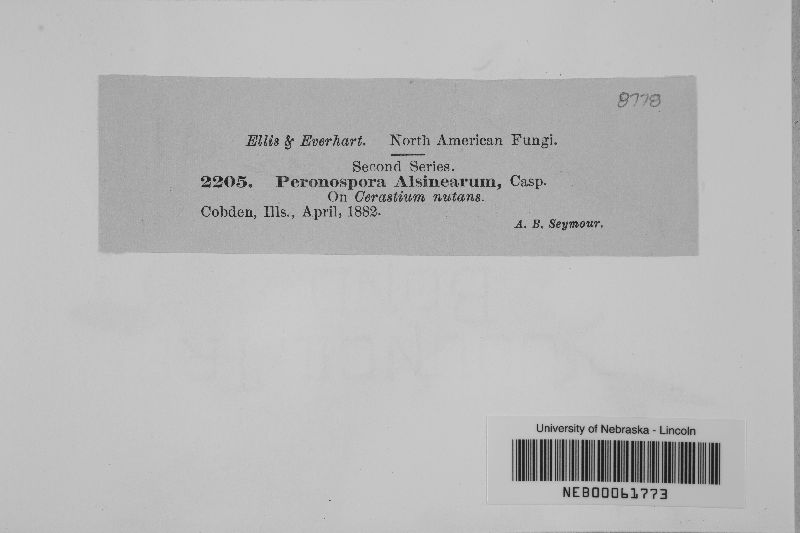 8778
Ellis & Everhart. North American Fungi.
Second Series.
2205. Peronospora Alsinearum, Casp.
On Cerastium nutans.
Cobden, Ills., April, 1882.
A. B. Seymour.
University of Nebraska - Lincoln
NEB00061773